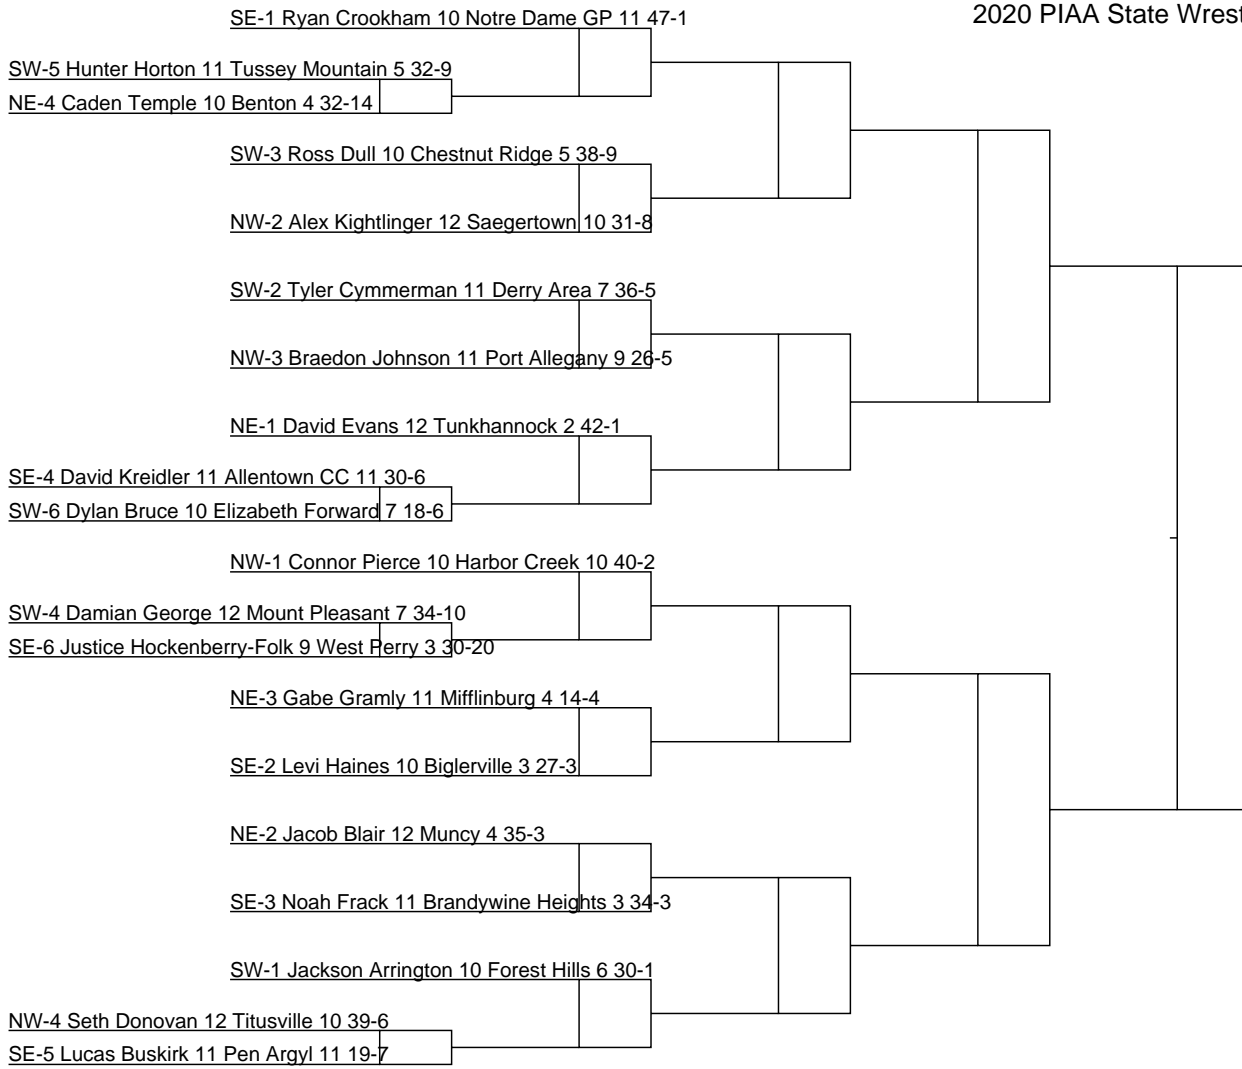 2020 PIAA State Wrest
SE-1 Ryan Crookham 10 Notre Dame GP 11 47-1
SW-5 Hunter Horton 11 Tussey Mountain 5 32-9
NE-4 Caden Temple 10 Benton 4 32-14
SW-3 Ross Dull 10 Chestnut Ridge 5 38-9
NW-2 Alex Kightlinger 12 Saegertown 10 31-8
SW-2 Tyler Cymmerman 11 Derry Area 7 36-5
NW-3 Braedon Johnson 11 Port Allegany 9 26-5
NE-1 David Evans 12 Tunkhannock 2 42-1
SE-4 David Kreidler 11 Allentown CC 11 30-6
SW-6 Dylan Bruce 10 Elizabeth Forward 7 18-6
NW-1 Connor Pierce 10 Harbor Creek 10 40-2
SW-4 Damian George 12 Mount Pleasant 7 34-10
SE-6 Justice Hockenberry-Folk 9 West Perry 3 30-20
NE-3 Gabe Gramly 11 Mifflinburg 4 14-4
SE-2 Levi Haines 10 Biglerville 3 27-3
NE-2 Jacob Blair 12 Muncy 4 35-3
SE-3 Noah Frack 11 Brandywine Heights 3 34-3
SW-1 Jackson Arrington 10 Forest Hills 6 30-1
NW-4 Seth Donovan 12 Titusville 10 39-6
SE-5 Lucas Buskirk 11 Pen Argyl 11 19-7